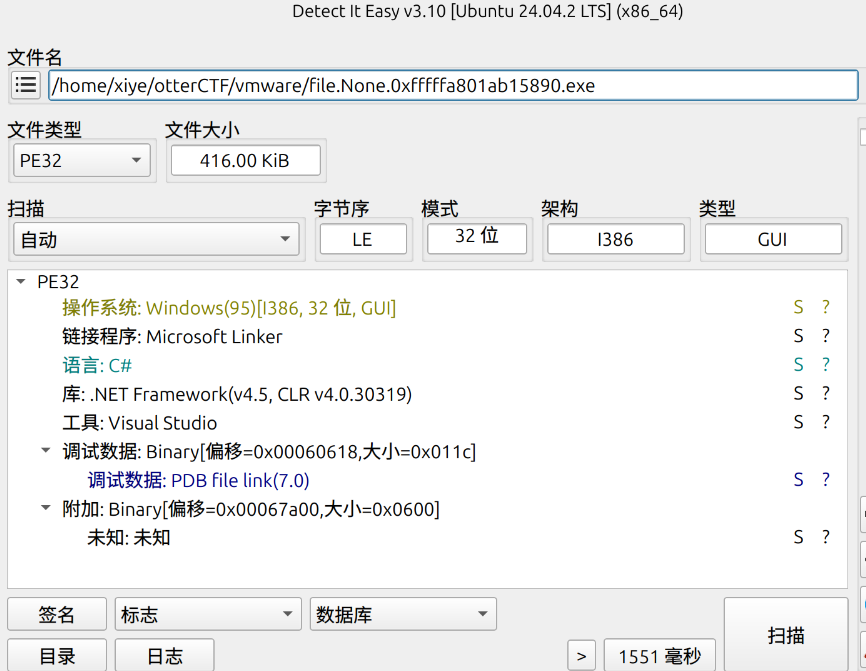 Detect It Easy v3.10 [Ubuntu 24.04.2 LTS] (x86_64)
文件名
/home/xiye/otterCTF/vmware/file.None.0xfffffa801ab15890.exe
文件类型 文件大小
PE32 416.00 KiB
扫描 字节序 模式 架构 类型
自动 LE 32 位 I386 GUI
PE32
操作系统: Windows(95)[I386, 32 位, GUI] S ?
链接程序: Microsoft Linker S ?
语言: C# S ?
库: .NET Framework(v4.5, CLR v4.0.30319) S ?
工具: Visual Studio S ?
调试数据: Binary[偏移=0x00060618,大小=0x011c]
调试数据: PDB file link(7.0) S ?
附加: Binary[偏移=0x00067a00,大小=0x0600]
未知: 未知 S ?
签名 标志 数据库 扫描
目录 日志 > 1551 毫秒